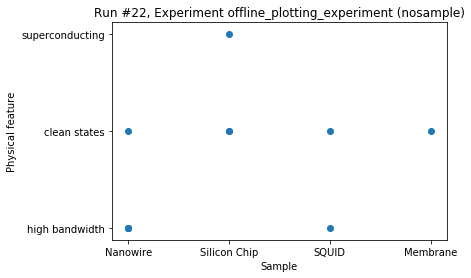 Run #22, Experiment offline_plotting_experiment (nosample)
superconducting
clean states
high bandwidth
Physical feature
Nanowire Silicon Chip SQUID Membrane
Sample